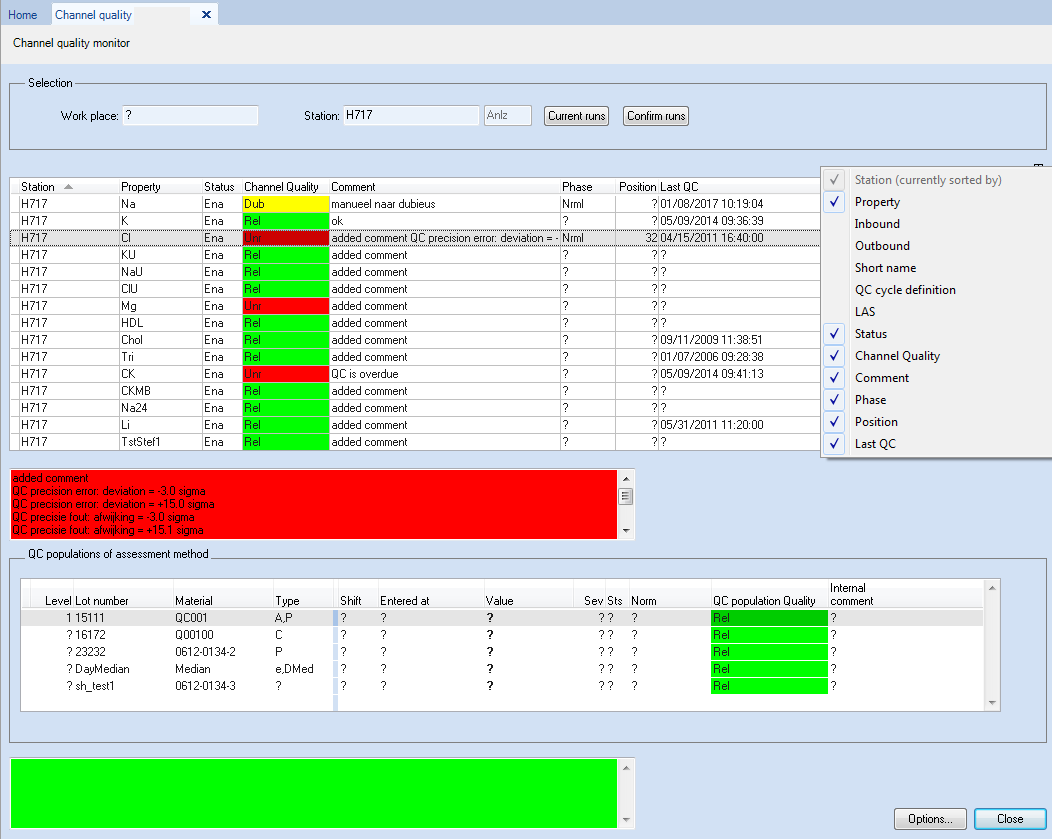 Home Channel quality
Channel quality monitor
Selection
Work place: ? Station: H717 Anlz Current runs Confirm runs
Station Property Status Channel Quality Comment Phase Position Last QC
H717 Na Ena Dub manueel naar dubieus Nrml ? 01/08/2017 10:19:04
H717 K Ena Rel ok ? ? 05/09/2014 09:36:39
H717 Cl Ena Unr added comment QC precision error: deviation = - Nrml 32 04/15/2011 16:40:00
H717 KU Ena Rel added comment ? ? ?
H717 NaU Ena Rel added comment ? ? ?
H717 ClU Ena Rel added comment ? ? ?
H717 Mg Ena Unr added comment ? ? ?
H717 HDL Ena Rel added comment ? ? ?
H717 Chol Ena Rel added comment ? ? 09/11/2009 11:38:51
H717 Tri Ena Rel added comment ? ? 01/07/2006 09:28:38
H717 CK Ena Unr QC is overdue ? ? 05/09/2014 09:41:13
H717 CKMB Ena Rel added comment ? ? ?
H717 Na24 Ena Rel added comment ? ? ?
H717 Li Ena Rel added comment ? ? 05/31/2011 11:20:00
H717 TstStef1 Ena Rel added comment ? ? ?
Station (currently sorted by)
Property
Inbound
Outbound
Short name
QC cycle definition
LAS
Status
Channel Quality
Comment
Phase
Position
Last QC
added comment
QC precision error: deviation = -3.0 sigma
QC precision error: deviation = +15.0 sigma
QC precisie fout: afwijking = -3.0 sigma
QC precisie fout: afwijking = +15.1 sigma
QC populations of assessment method
Level Lot number Material Type Shift Entered at Value Sev Sts Norm QC population Quality Internal comment
1 15111 QC001 A,P ? ? ? ? ? ? Rel ?
? 16172 Q00100 C ? ? ? ? ? ? Rel ?
? 23232 0612-0134-2 P ? ? ? ? ? ? Rel ?
? DayMedian Median e,DMed ? ? ? ? ? ? Rel ?
? sh_test1 0612-0134-3 ? ? ? ? ? ? ? Rel ?
Options... Close